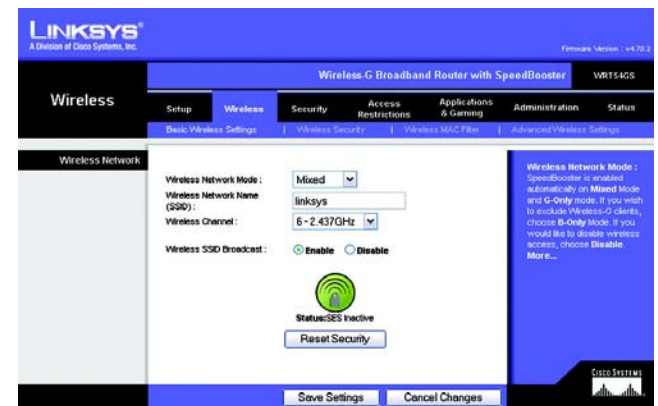 LINKSYS®
A Division of Cisco Systems, Inc.
Firmware Version : v4.70.2
Wireless-G Broadband Router with SpeedBooster WRT54GS
Wireless
Setup Wireless Security Access Restrictions Applications & Gaming Administration Status
Basic Wireless Settings | Wireless Security | Wireless MAC Filter | Advanced Wireless Settings
Wireless Network
Wireless Network Mode : Mixed
Wireless Network Name (SSID) : linksys
Wireless Channel : 6 - 2.437GHz
Wireless SSID Broadcast : Enable Disable
Status:SES Inactive
Reset Security
Wireless Network Mode :
SpeedBooster is enabled
automatically on Mixed Mode
and G-Only mode. If you wish
to exclude Wireless-G clients,
choose B-Only Mode. If you
would like to disable wireless
access, choose Disable.
More...
Save Settings Cancel Changes
CISCO SYSTEMS